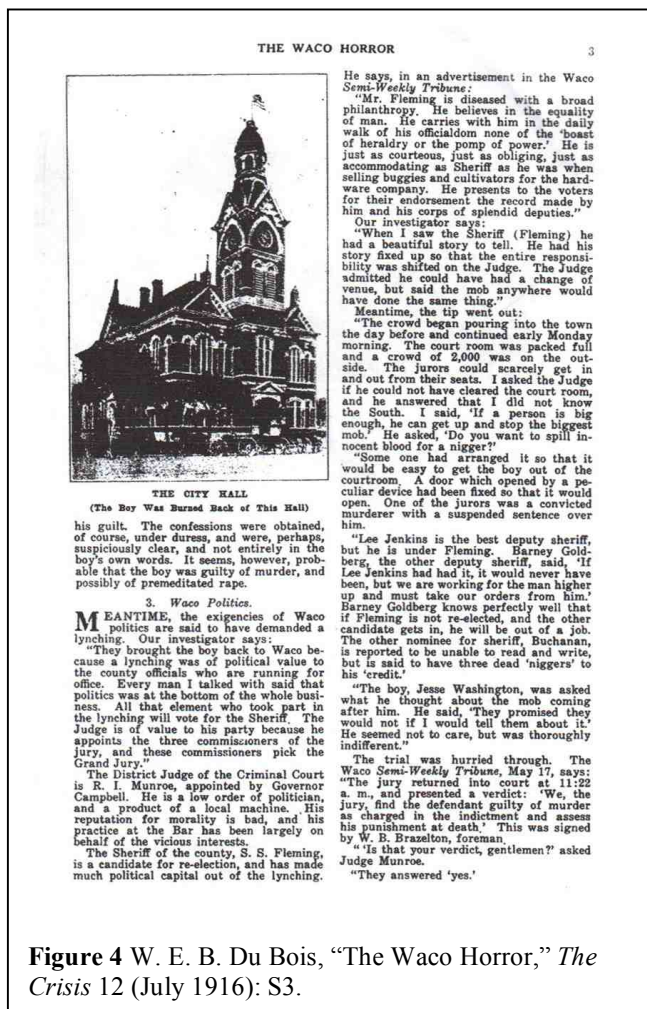 THE WACO HORROR
3
THE CITY HALL
(The Boy Was Burned Back of This Hall)
his guilt. The confessions were obtained,
of course, under duress, and were, perhaps,
suspiciously clear, and not entirely in the
boy's own words. It seems, however, prob-
able that the boy was guilty of murder, and
possibly of premeditated rape.
3. Waco Politics.
MEANTIME, the exigencies of Waco
politics are said to have demanded a
lynching. Our investigator says:
"They brought the boy back to Waco be-
cause a lynching was of political value to
the county officials who are running for
office. Every man I talked with said that
politics was at the bottom of the whole busi-
ness. All that element who took part in
the lynching will vote for the Sheriff. The
Judge is of value to his party because he
appoints the three commissioners of the
jury, and these commissioners pick the
Grand Jury."
The District Judge of the Criminal Court
is R. I. Munroe, appointed by Governor
Campbell. He is a low order of politician,
and a product of a local machine. His
reputation for morality is bad, and his
practice at the Bar has been largely on
behalf of the vicious interests.
The Sheriff of the county, S. S. Fleming,
is a candidate for re-election, and has made
much political capital out of the lynching.
He says, in an advertisement in the Waco
Semi-Weekly Tribune:
"Mr. Fleming is diseased with a broad
philanthropy. He believes in the equality
of man. He carries with him in the daily
walk of his officialdom none of the 'boast
of heraldry or the pomp of power.' He is
just as courteous, just as obliging, just as
accommodating as Sheriff as he was when
selling buggies and cultivators for the hard-
ware company. He presents to the voters
for their endorsement the record made by
him and his corps of splendid deputies."
Our investigator says:
"When I saw the Sheriff (Fleming) he
had a beautiful story to tell. He had his
story fixed up so that the entire responsi-
bility was shifted on the Judge. The Judge
admitted he could have had a change of
venue, but said the mob anywhere would
have done the same thing."
Meantime, the tip went out:
"The crowd began pouring into the town
the day before and continued early Monday
morning. The court room was packed full
and a crowd of 2,000 was on the out-
side. The jurors could scarcely get in
and out from their seats. I asked the Judge
if he could not have cleared the court room,
and he answered that I did not know
the South. I said, 'If a person is big
enough, he can get up and stop the biggest
mob.' He asked, 'Do you want to spill in-
nocent blood for a nigger?'
"Some one had arranged it so that it
would be easy to get the boy out of the
courtroom. A door which opened by a pe-
culiar device had been fixed so that it would
open. One of the jurors was a convicted
murderer with a suspended sentence over
him.
"Lee Jenkins is the best deputy sheriff,
but he is under Fleming. Barney Gold-
berg, the other deputy sheriff, said, 'If
Lee Jenkins had had it, it would never have
been, but we are working for the man higher
up and must take our orders from him.'
Barney Goldberg knows perfectly well that
if Fleming is not re-elected, and the other
candidate gets in, he will be out of a job.
The other nominee for sheriff, Buchanan,
is reported to be unable to read and write,
but is said to have three dead 'niggers' to
his 'credit.'
"The boy, Jesse Washington, was asked
what he thought about the mob coming
after him. He said, 'They promised they
would not if I would tell them about it.'
He seemed not to care, but was thoroughly
indifferent."
The trial was hurried through. The
Waco Semi-Weekly Tribune, May 17, says:
"The jury returned into court at 11:22
a. m., and presented a verdict: 'We, the
jury, find the defendant guilty of murder
as charged in the indictment and assess
his punishment at death.' This was signed
by W. B. Brazelton, foreman.
"'Is that your verdict, gentlemen?' asked
Judge Munroe.
"They answered 'yes.'
Figure 4 W. E. B. Du Bois, “The Waco Horror,” The
Crisis 12 (July 1916): S3.